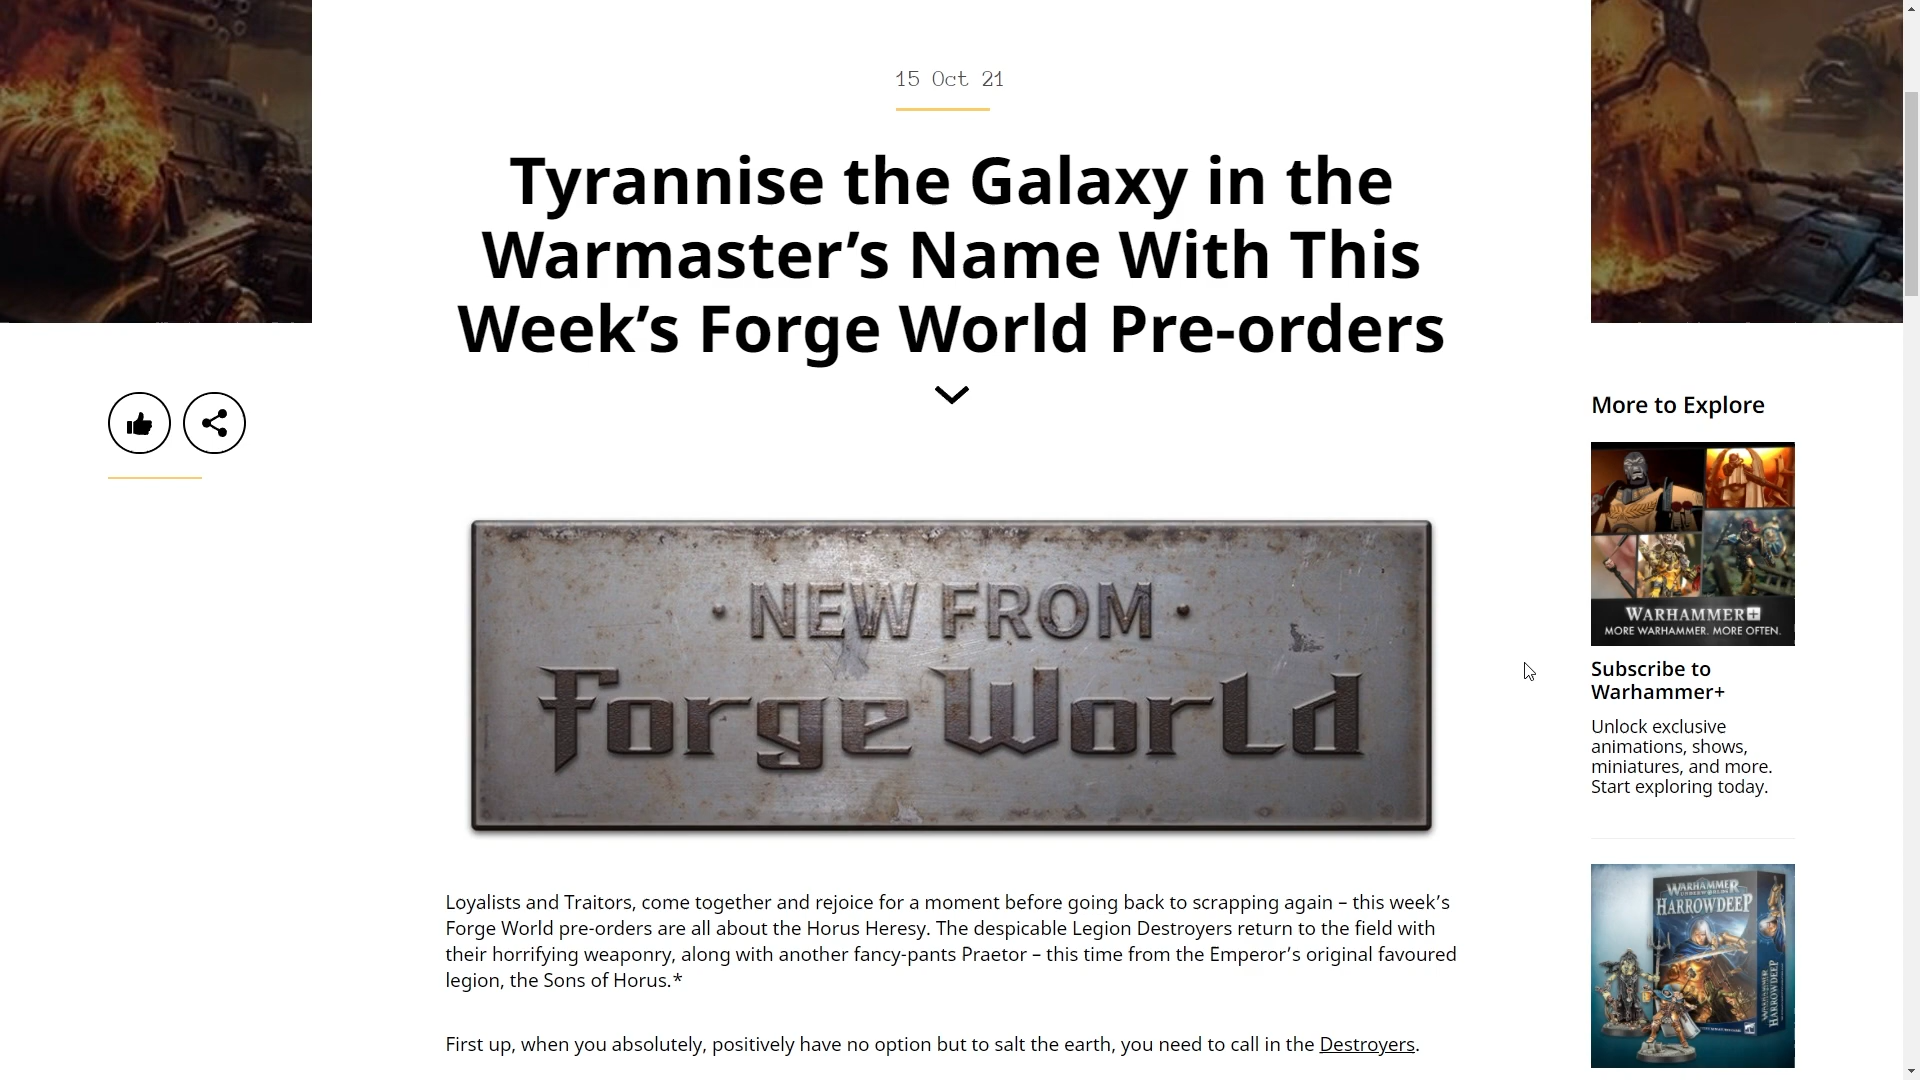 15 Oct 21
Tyrannise the Galaxy in the
Warmaster’s Name With This
Week’s Forge World Pre-orders
· NEW FROM ·
Forge World
Loyalists and Traitors, come together and rejoice for a moment before going back to scrapping again – this week’s
Forge World pre-orders are all about the Horus Heresy. The despicable Legion Destroyers return to the field with
their horrifying weaponry, along with another fancy-pants Praetor – this time from the Emperor’s original favoured
legion, the Sons of Horus.*
First up, when you absolutely, positively have no option but to salt the earth, you need to call in the Destroyers.
More to Explore
WARHAMMER+
MORE WARHAMMER. MORE OFTEN.
Subscribe to
Warhammer+
Unlock exclusive
animations, shows,
miniatures, and more.
Start exploring today.
WARHAMMER
UNDERWORLDS
HARROWDEEP
WARHAMMER
HARROWDEEP